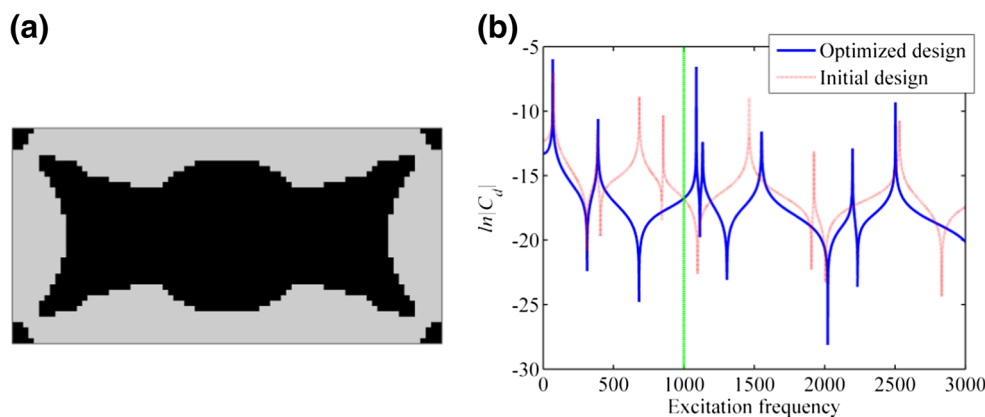 (a)
(b)
-5
-10
-15
-20
-25
-30
ln|C_d|
Optimized design
Initial design
0 500 1000 1500 2000 2500 3000
Excitation frequency